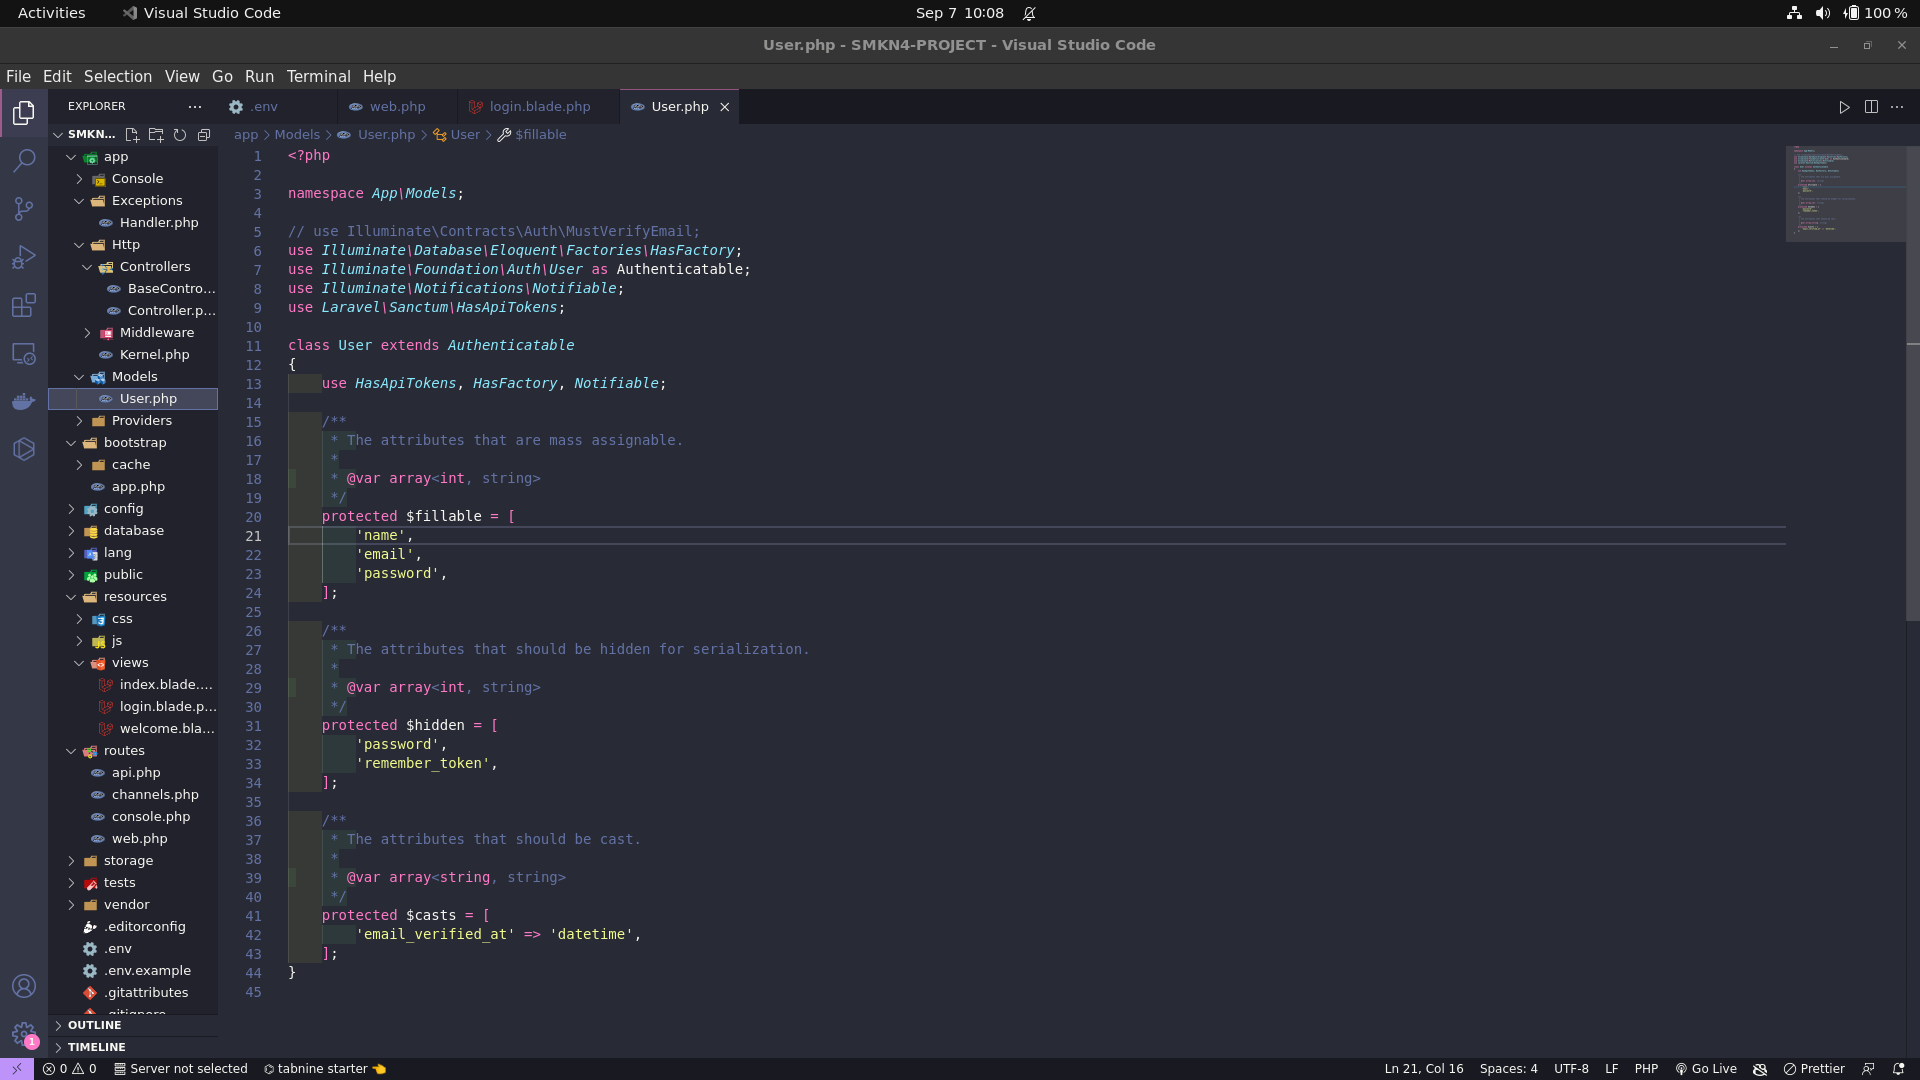 Activities
Visual Studio Code
Sep 7 10:08
100 %
User.php - SMKN4-PROJECT - Visual Studio Code
File Edit Selection View Go Run Terminal Help
EXPLORER
.env
web.php
login.blade.php
User.php
SMKN...
app > Models > User.php > User > $fillable
app
Console
Exceptions
Handler.php
Http
Controllers
BaseContro...
Controller.p...
Middleware
Kernel.php
Models
User.php
Providers
bootstrap
cache
app.php
config
database
lang
public
resources
css
js
views
index.blade....
login.blade.p...
welcome.bla...
routes
api.php
channels.php
console.php
web.php
storage
tests
vendor
.editorconfig
.env
.env.example
.gitattributes
.gitignore
OUTLINE
TIMELINE
1 <?php
2
3 namespace App\Models;
4
5 // use Illuminate\Contracts\Auth\MustVerifyEmail;
6 use Illuminate\Database\Eloquent\Factories\HasFactory;
7 use Illuminate\Foundation\Auth\User as Authenticatable;
8 use Illuminate\Notifications\Notifiable;
9 use Laravel\Sanctum\HasApiTokens;
10
11 class User extends Authenticatable
12 {
13     use HasApiTokens, HasFactory, Notifiable;
14
15     /**
16      * The attributes that are mass assignable.
17      *
18      * @var array<int, string>
19      */
20     protected $fillable = [
21         'name',
22         'email',
23         'password',
24     ];
25
26     /**
27      * The attributes that should be hidden for serialization.
28      *
29      * @var array<int, string>
30      */
31     protected $hidden = [
32         'password',
33         'remember_token',
34     ];
35
36     /**
37      * The attributes that should be cast.
38      *
39      * @var array<string, string>
40      */
41     protected $casts = [
42         'email_verified_at' => 'datetime',
43     ];
44 }
45
1
0 0 Server not selected tabnine starter 👈
Ln 21, Col 16 Spaces: 4 UTF-8 LF PHP Go Live Prettier